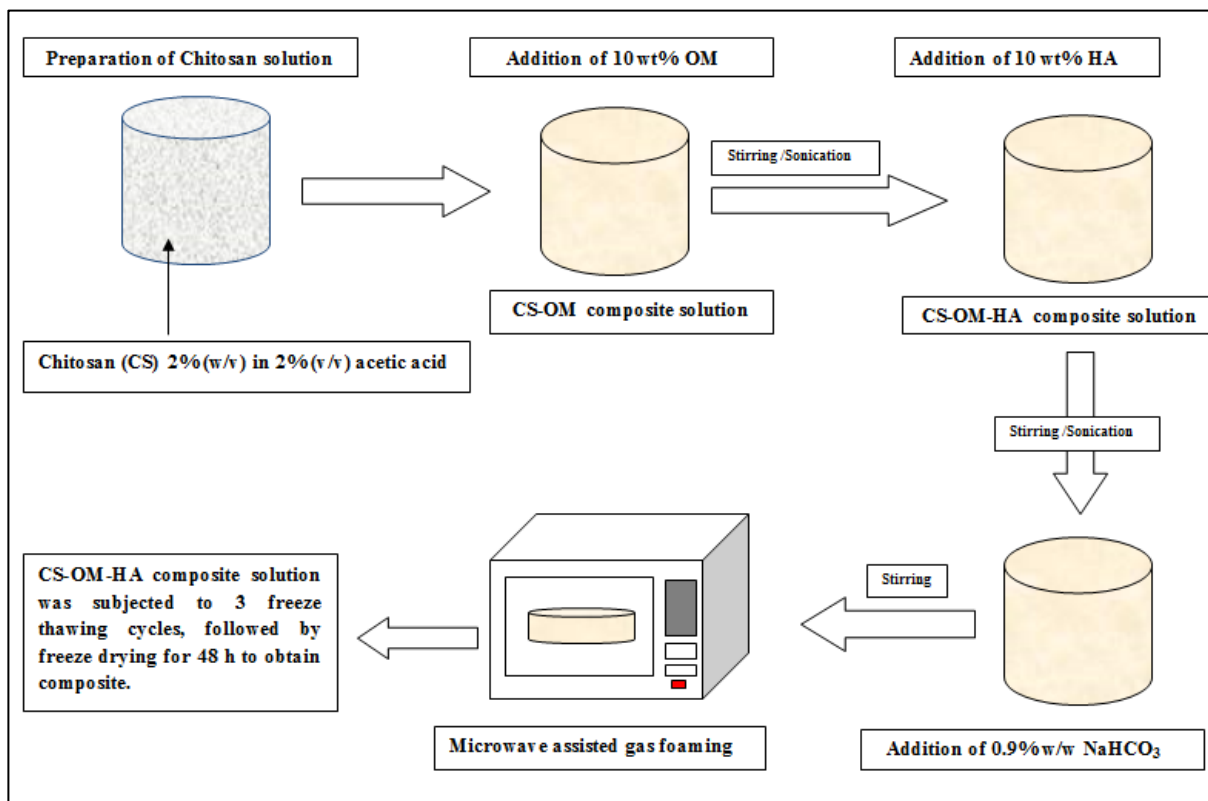 Preparation of Chitosan solution
Addition of 10 wt% OM
Addition of 10 wt% HA
Stirring /Sonication
CS-OM composite solution
CS-OM-HA composite solution
Chitosan (CS) 2%(w/v) in 2%(v/v) acetic acid
Stirring /Sonication
CS-OM-HA composite solution
was subjected to 3 freeze
thawing cycles, followed by
freeze drying for 48 h to obtain
composite.
Stirring
Microwave assisted gas foaming
Addition of 0.9%w/w NaHCO₃